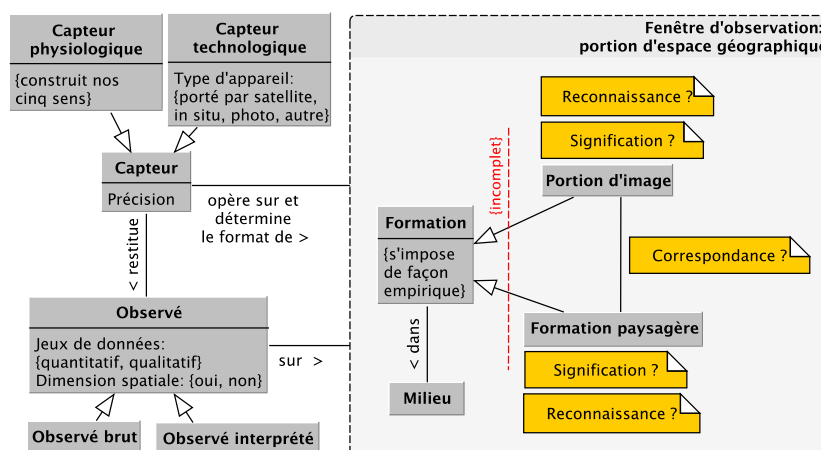 Capteur
physiologique
{construit nos
cinq sens}
Capteur
technologique
Type d'appareil:
{porté par satellite,
in situ, photo, autre}
Capteur
Précision
opère sur et
détermine
le format de >
< restitue
Observé
Jeux de données:
{quantitatif, qualitatif}
Dimension spatiale: {oui, non}
sur >
Observé brut
Observé interprété
Fenêtre d'observation:
portion d'espace géographique
Reconnaissance ?
Signification ?
Portion d'image
{incomplet}
Formation
{s'impose
de façon
empirique}
Correspondance ?
Formation paysagère
< dans
Milieu
Signification ?
Reconnaissance ?